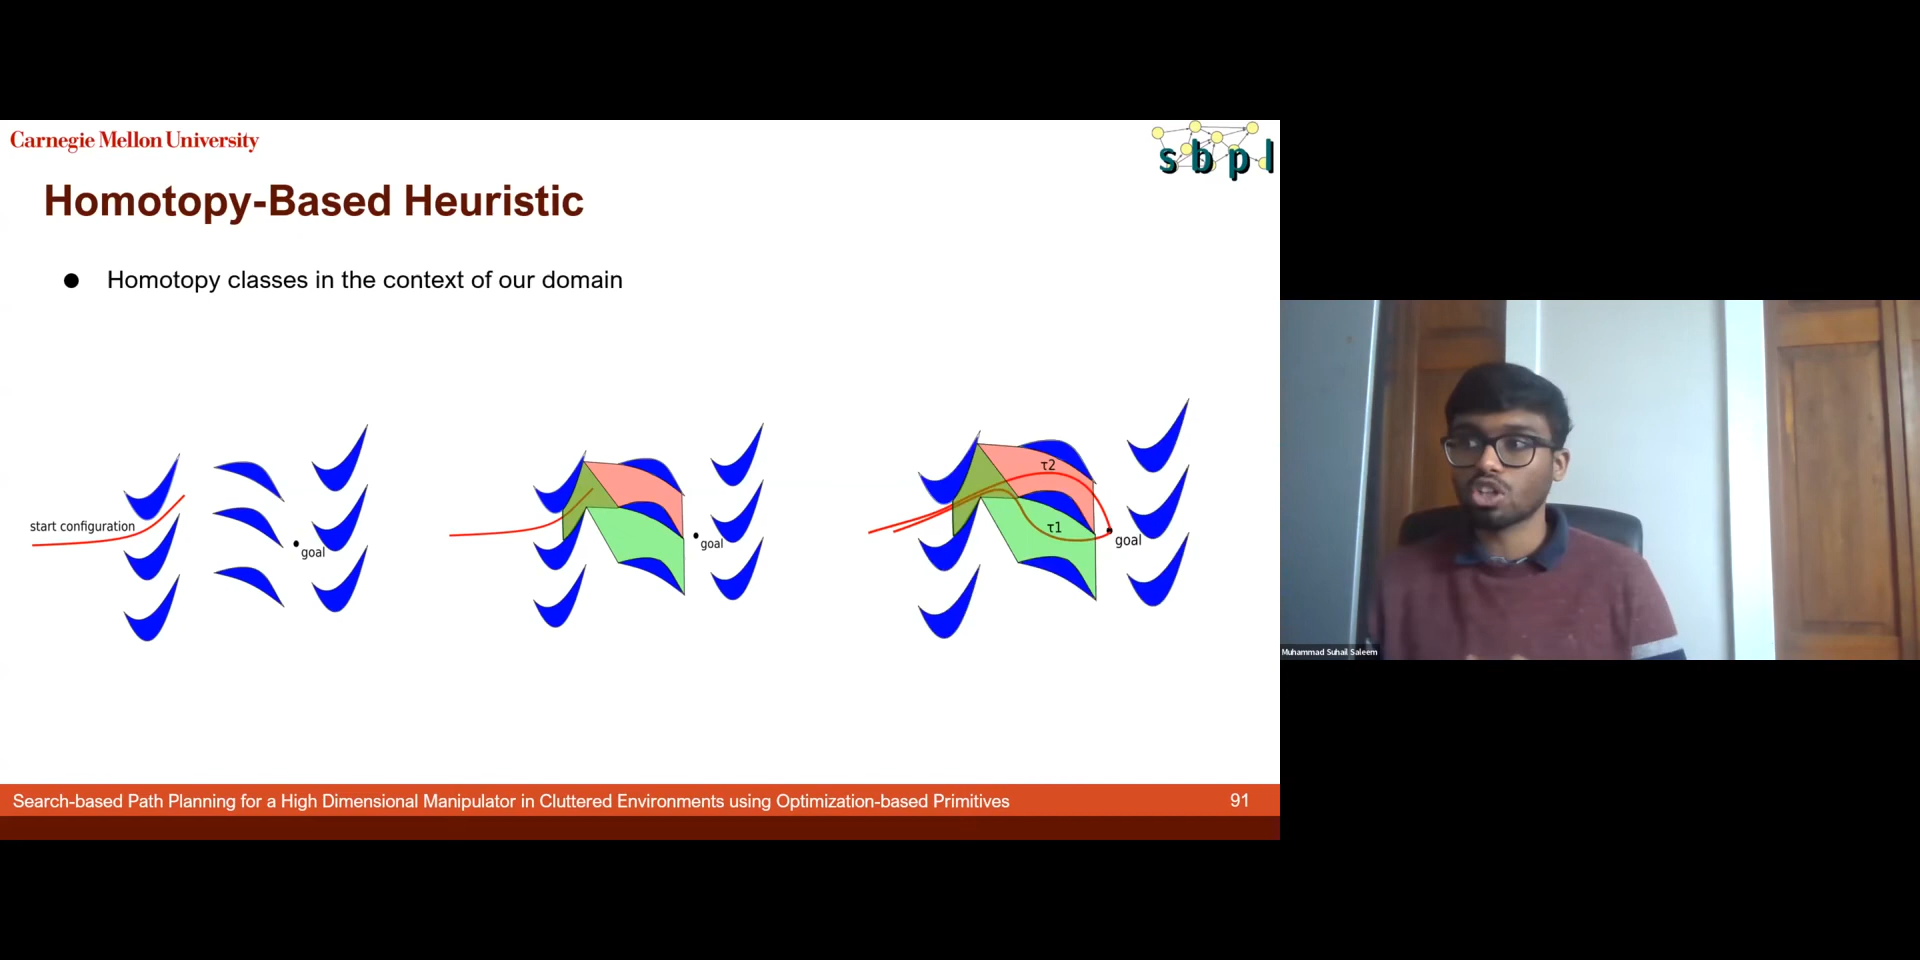 Carnegie Mellon University
sbpl
Homotopy-Based Heuristic
● Homotopy classes in the context of our domain
start configuration
goal
goal
τ2
τ1
goal
Muhammad Suhail Saleem
Search-based Path Planning for a High Dimensional Manipulator in Cluttered Environments using Optimization-based Primitives
91